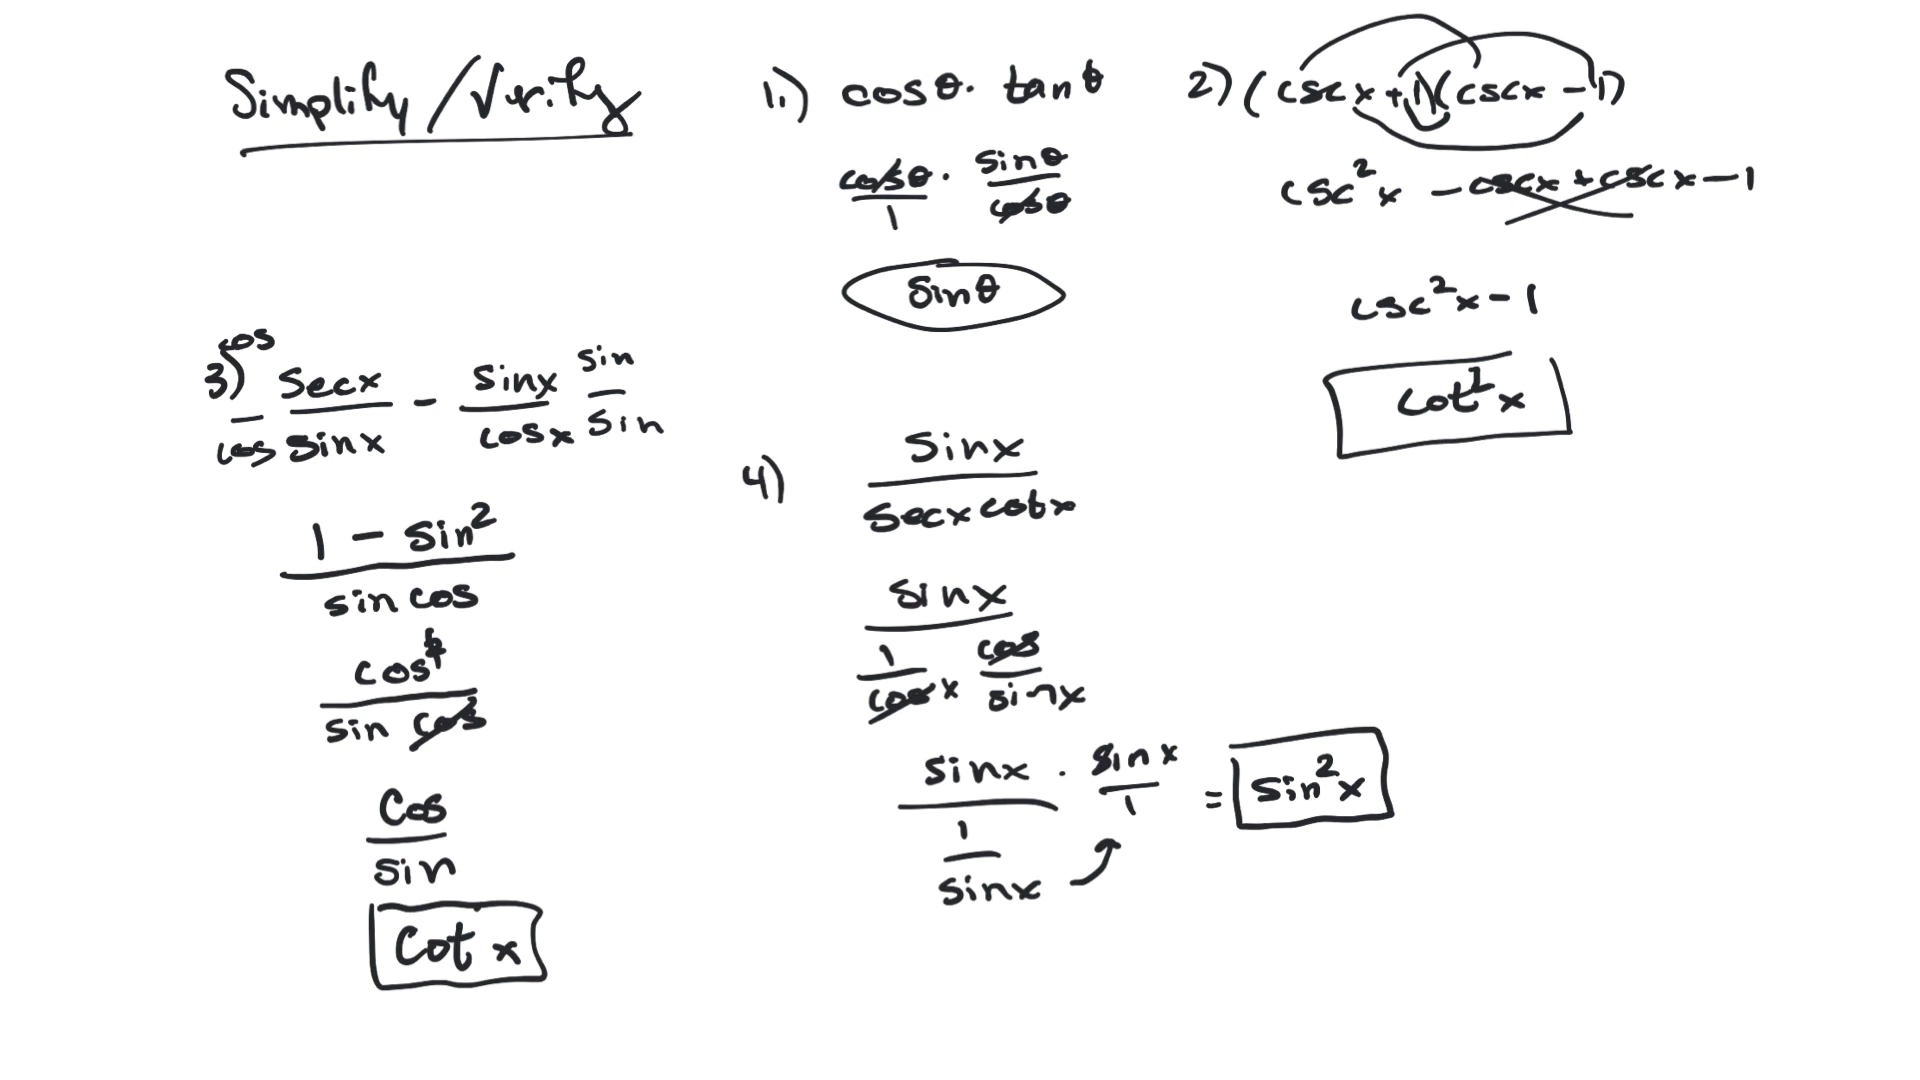 Simplify/Verify
1.) cosθ · tanθ
cosθ/1 · sinθ/cosθ
sinθ
2) (cscx + 1)(cscx - 1)
csc²x - cscx + cscx - 1
csc²x - 1
cot²x
3) cos/cos secx/sinx - sinx/cosx sin/sin
1 - sin²/sin cos
cos²/sin cos
cos/sin
Cot x
4) sinx/secx cotx
sinx
1/cosx cos/sinx
sinx/1/sinx · sinx/1 = sin²x